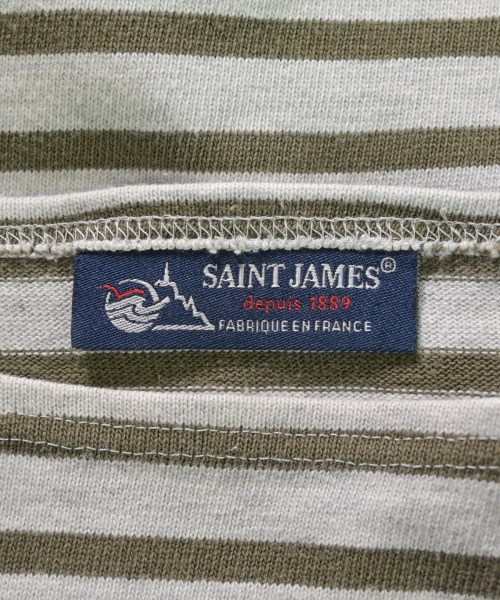 SAINT JAMES®
depuis 1889
FABRIQUE EN FRANCE